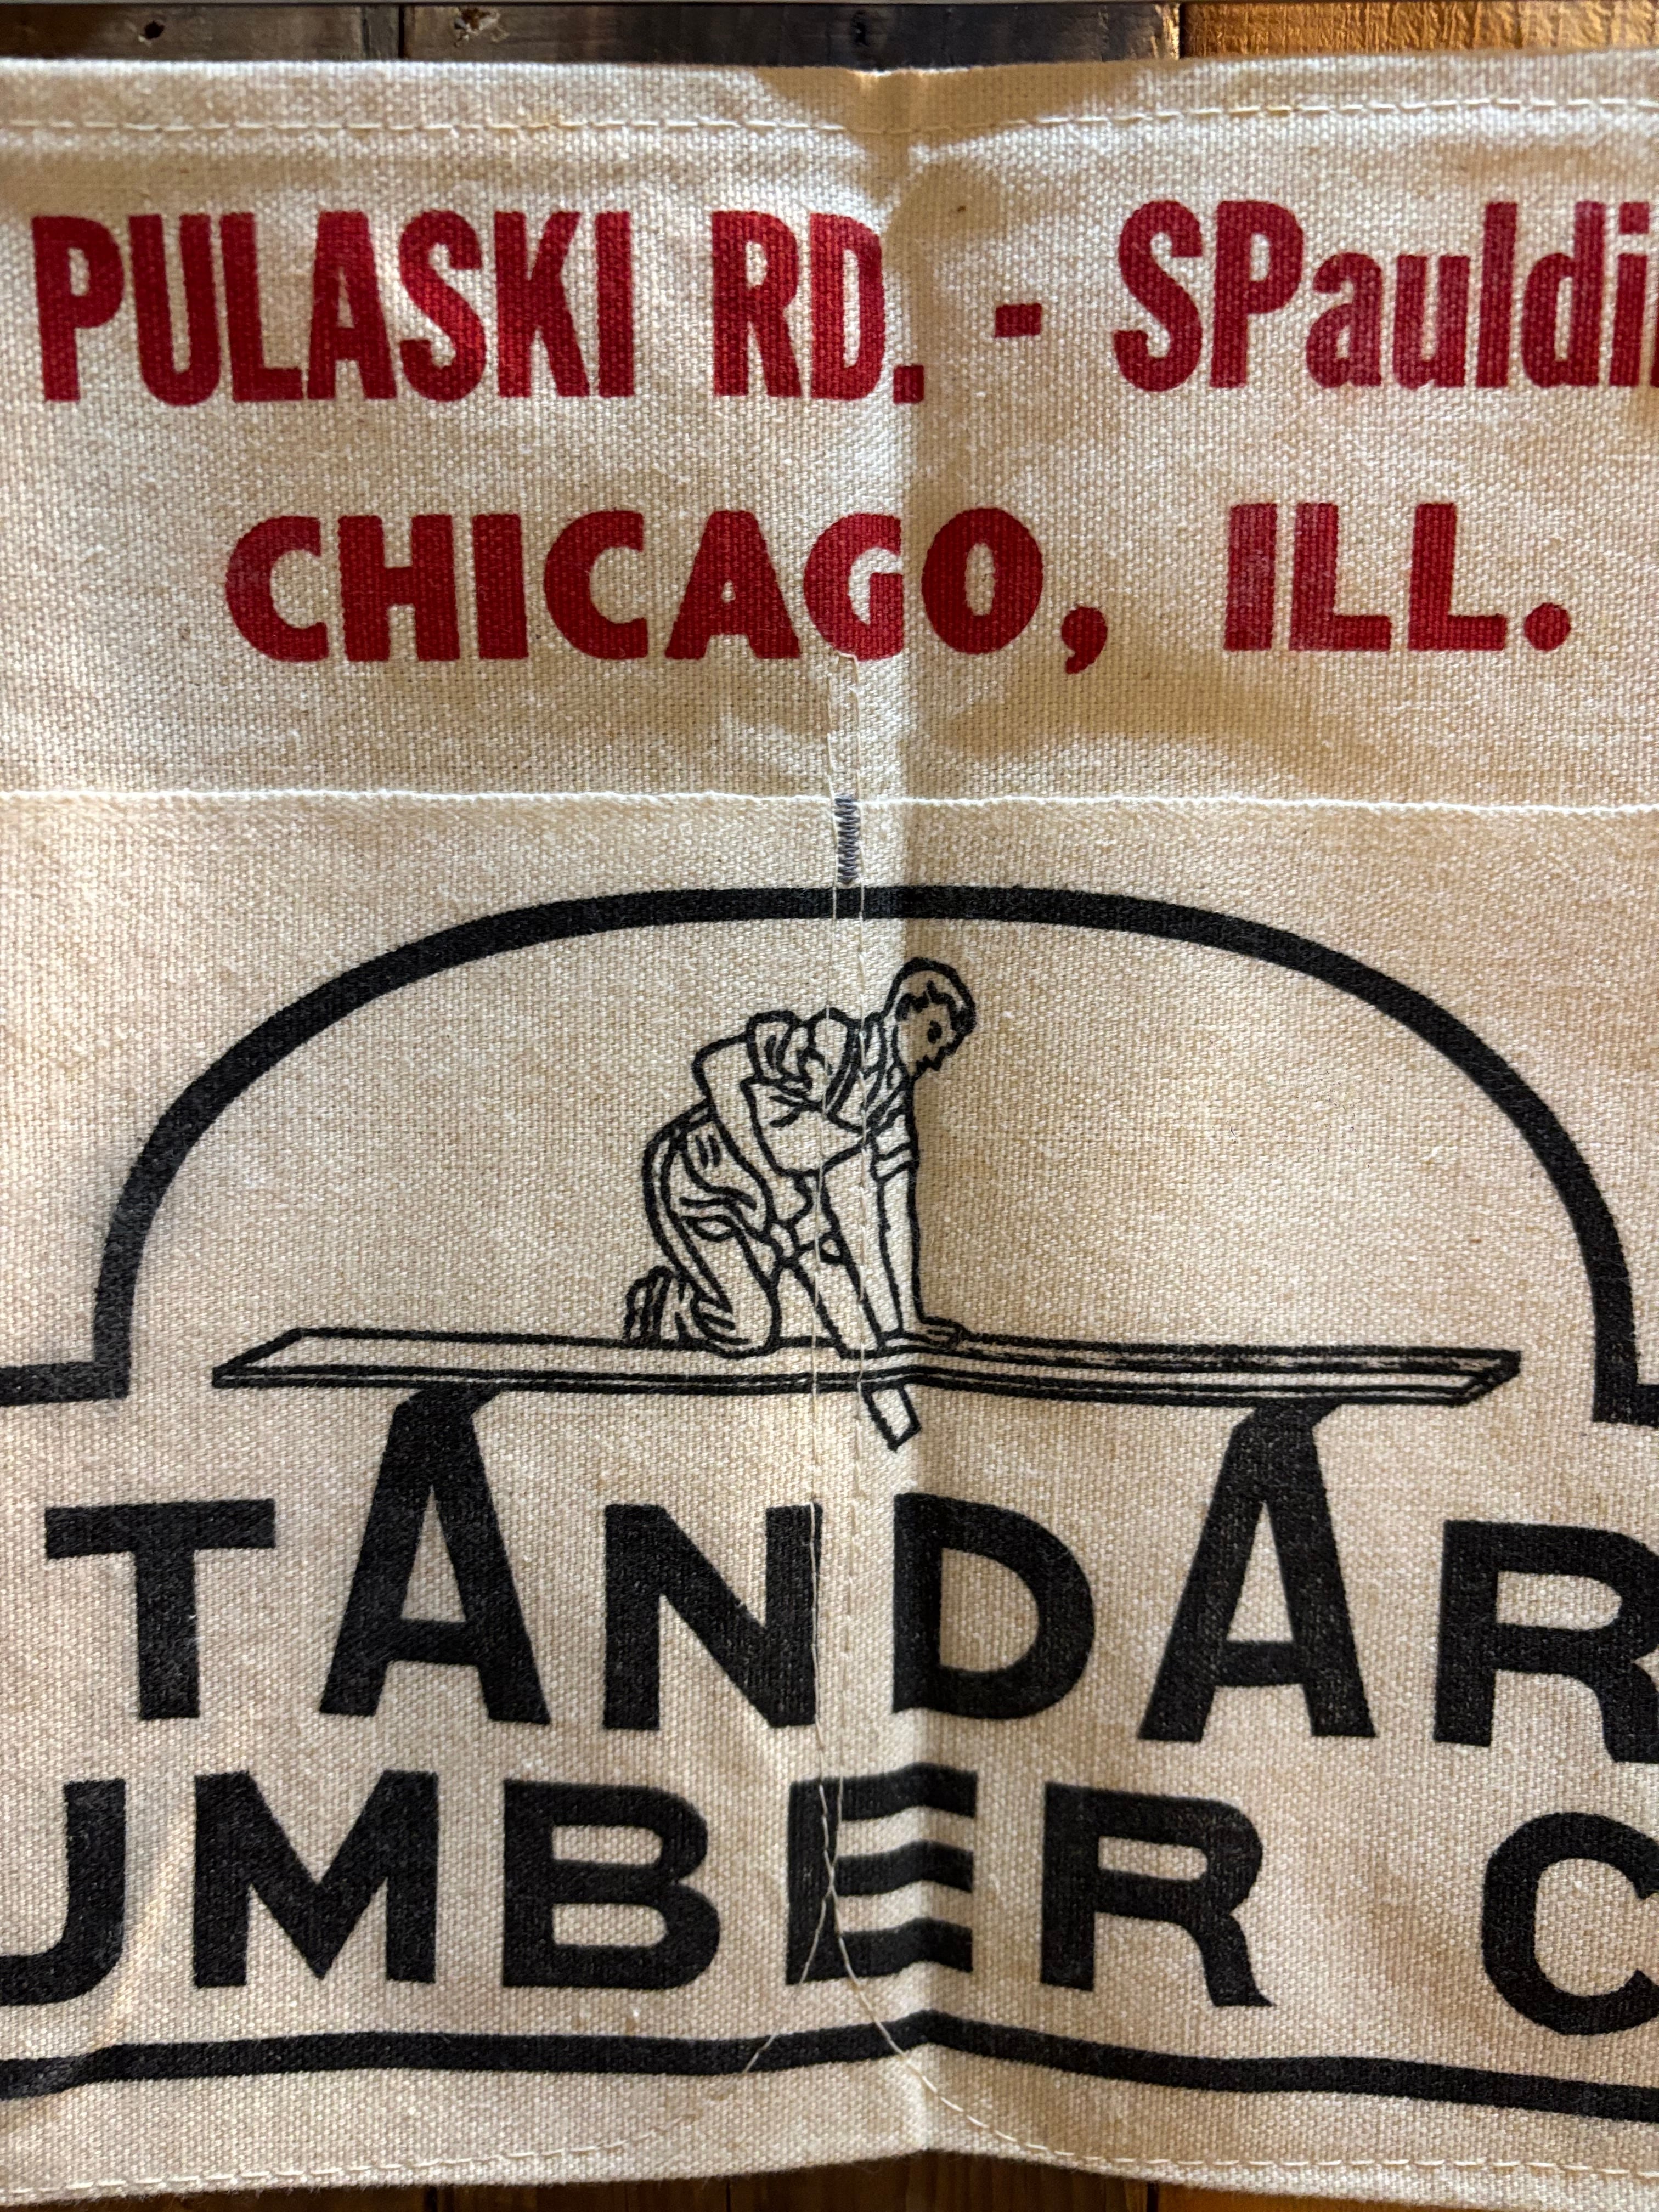 PULASKI RD. - SPauldi
CHICAGO, ILL.
TANDAR
UMBER C